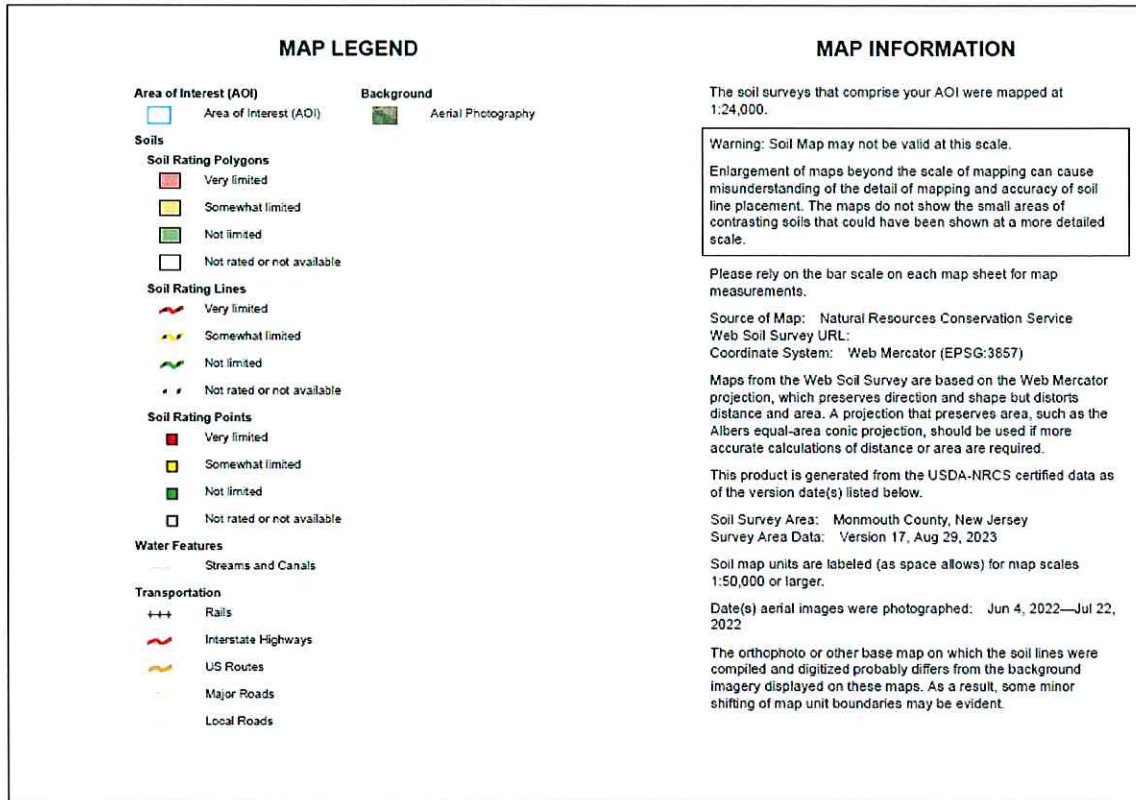 MAP LEGEND
Area of Interest (AOI)
Area of Interest (AOI)
Background
Aerial Photography
Soils
Soil Rating Polygons
Very limited
Somewhat limited
Not limited
Not rated or not available
Soil Rating Lines
Very limited
Somewhat limited
Not limited
Not rated or not available
Soil Rating Points
Very limited
Somewhat limited
Not limited
Not rated or not available
Water Features
Streams and Canals
Transportation
Rails
Interstate Highways
US Routes
Major Roads
Local Roads
MAP INFORMATION
The soil surveys that comprise your AOI were mapped at
1:24,000.
Warning: Soil Map may not be valid at this scale.
Enlargement of maps beyond the scale of mapping can cause
misunderstanding of the detail of mapping and accuracy of soil
line placement. The maps do not show the small areas of
contrasting soils that could have been shown at a more detailed
scale.
Please rely on the bar scale on each map sheet for map
measurements.
Source of Map: Natural Resources Conservation Service
Web Soil Survey URL:
Coordinate System: Web Mercator (EPSG:3857)
Maps from the Web Soil Survey are based on the Web Mercator
projection, which preserves direction and shape but distorts
distance and area. A projection that preserves area, such as the
Albers equal-area conic projection, should be used if more
accurate calculations of distance or area are required.
This product is generated from the USDA-NRCS certified data as
of the version date(s) listed below.
Soil Survey Area: Monmouth County, New Jersey
Survey Area Data: Version 17, Aug 29, 2023
Soil map units are labeled (as space allows) for map scales
1:50,000 or larger.
Date(s) aerial images were photographed: Jun 4, 2022—Jul 22,
2022
The orthophoto or other base map on which the soil lines were
compiled and digitized probably differs from the background
imagery displayed on these maps. As a result, some minor
shifting of map unit boundaries may be evident.